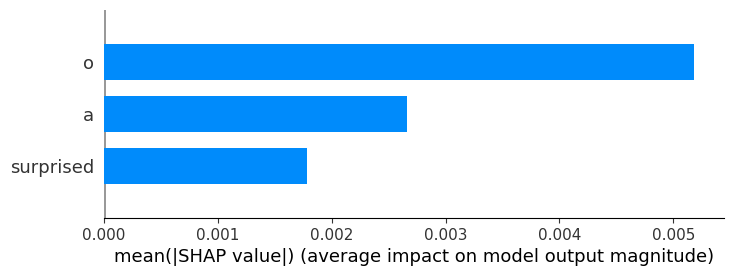 o
a
surprised
0.000 0.001 0.002 0.003 0.004 0.005
mean(|SHAP value|) (average impact on model output magnitude)